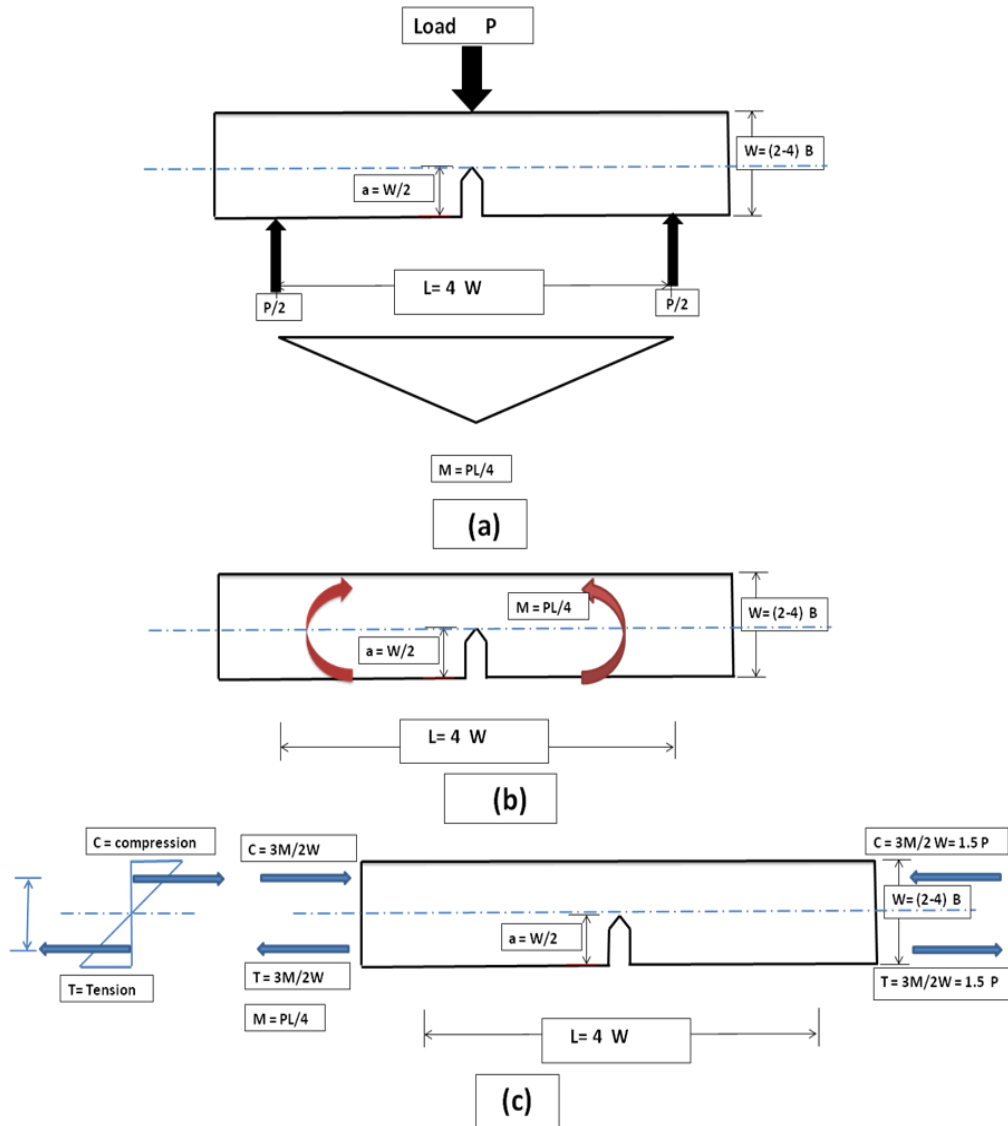 Load P
W= (2-4) B
a = W/2
L= 4 W
P/2
P/2
M = PL/4
(a)
M = PL/4
W= (2-4) B
a = W/2
L= 4 W
(b)
C = compression
C = 3M/2W
C = 3M/2 W= 1.5 P
W= (2-4) B
a = W/2
T= Tension
T = 3M/2W
T = 3M/2W= 1.5 P
M = PL/4
L= 4 W
(c)